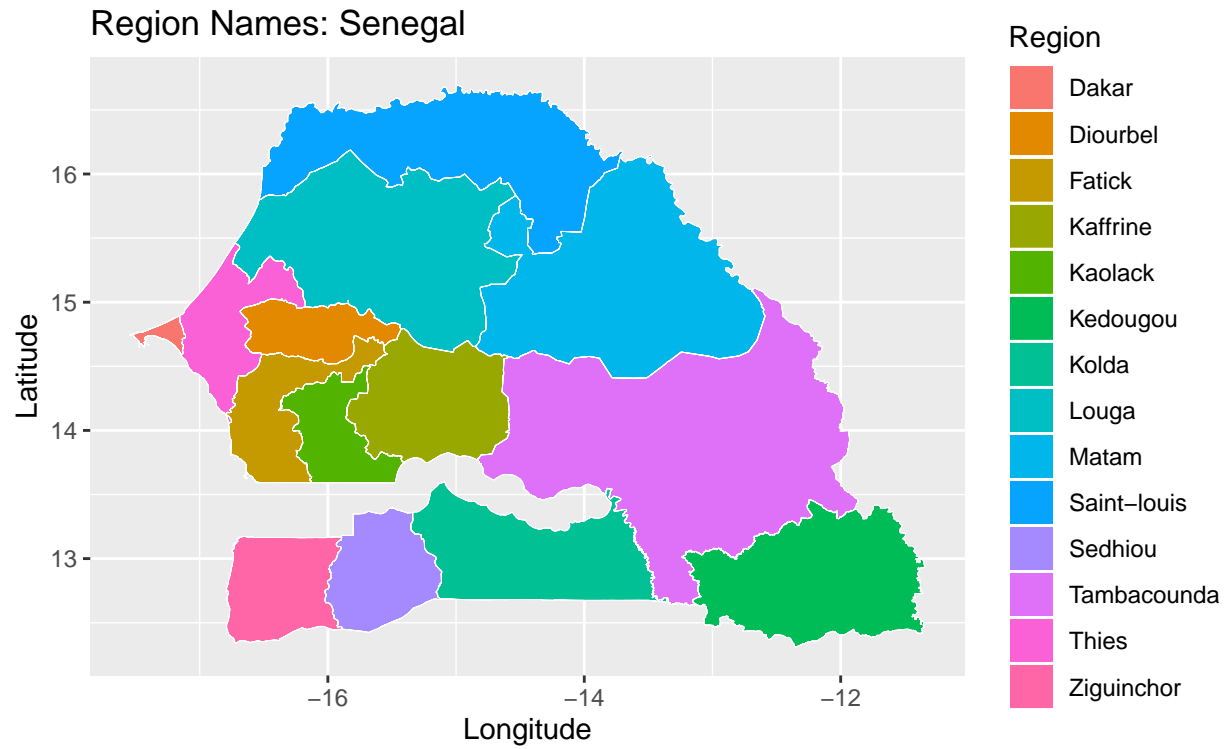 Region Names: Senegal
Region
Dakar
Diourbel
Fatick
Kaffrine
Kaolack
Kedougou
Kolda
Louga
Matam
Saint−louis
Sedhiou
Tambacounda
Thies
Ziguinchor
Latitude
16
15
14
13
−16
−14
−12
Longitude